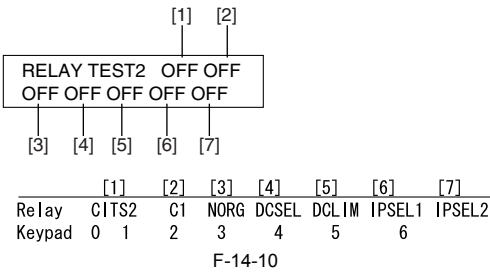 [1] [2]
RELAY TEST2 OFF OFF
OFF OFF OFF OFF OFF
[3] [4] [5] [6] [7]
[1] [2] [3] [4] [5] [6] [7]
Relay CITS2 C1 NORG DCSEL DCLIM IPSEL1 IPSEL2
Keypad 0 1 2 3 4 5 6
F-14-10